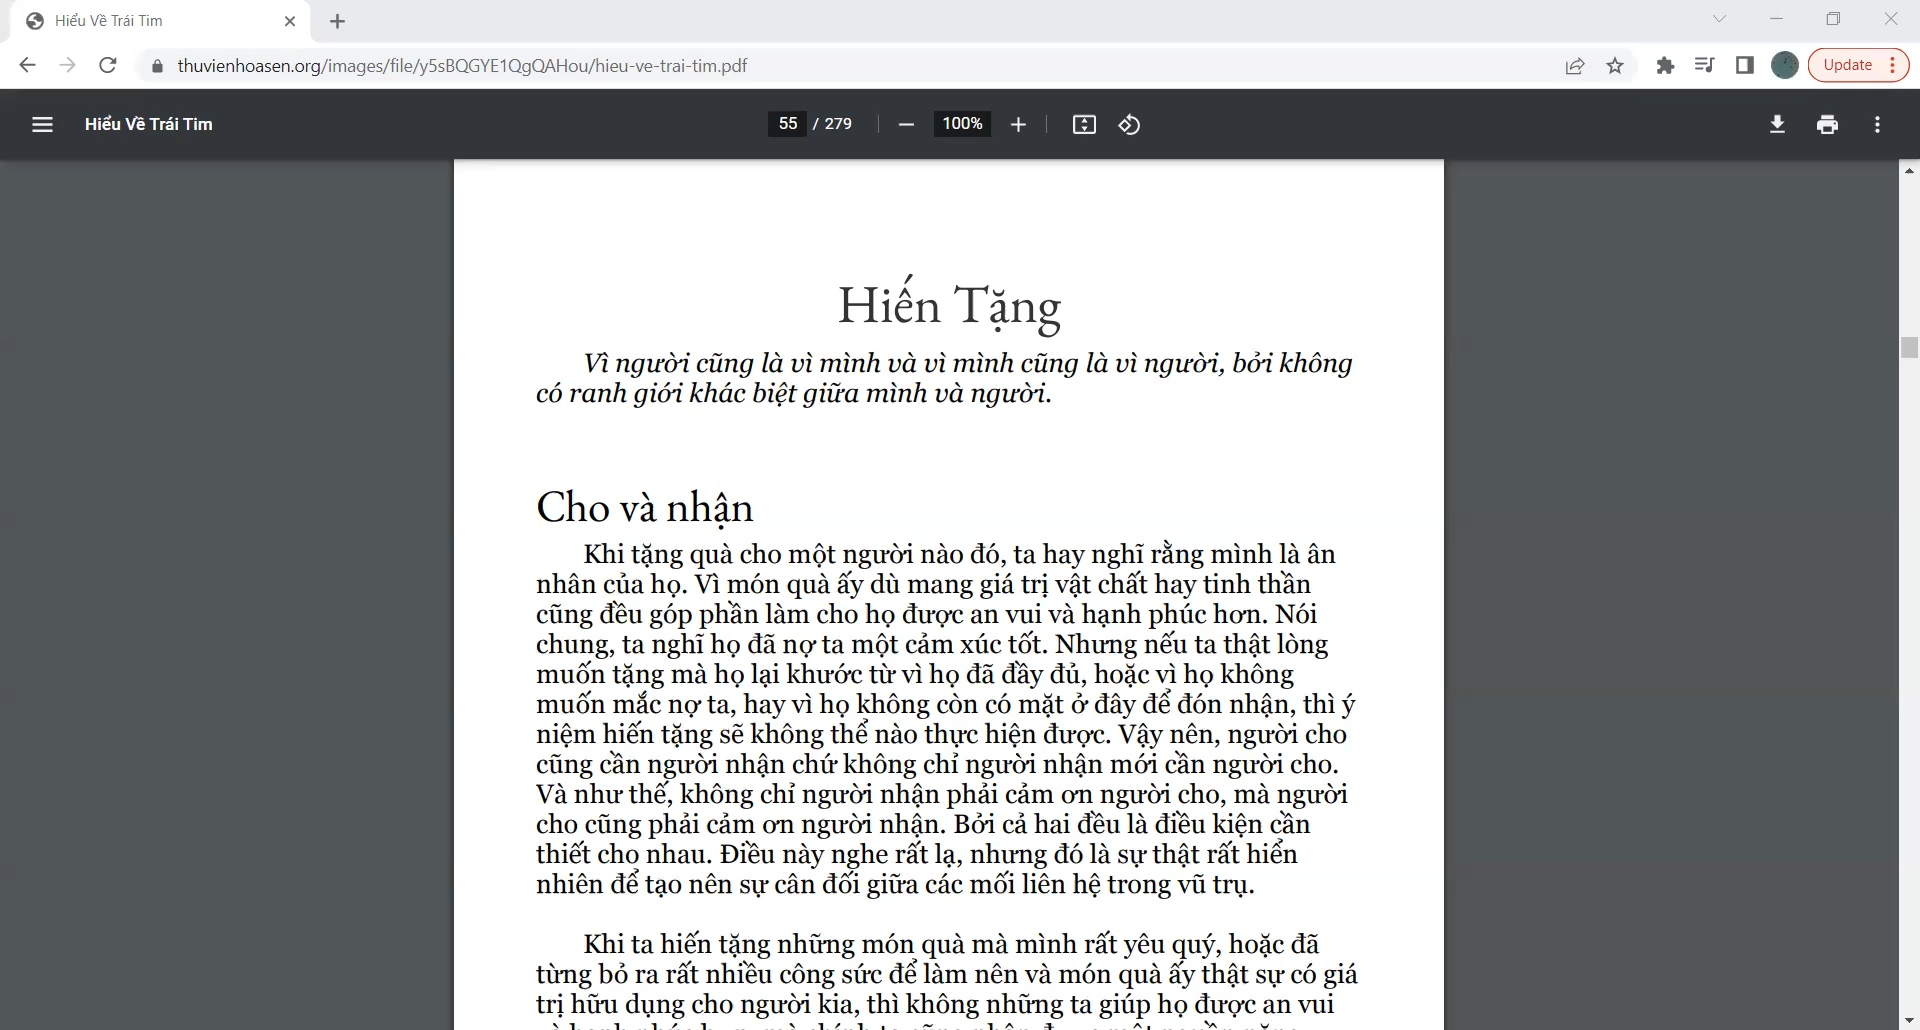 Hiểu Về Trái Tim
thuvienhoasen.org/images/file/y5sBQGYE1QgQAHou/hieu-ve-trai-tim.pdf
Update
Hiểu Về Trái Tim
55 / 279
100%
Hiến Tặng
Vì người cũng là vì mình và vì mình cũng là vì người, bởi không
có ranh giới khác biệt giữa mình và người.
Cho và nhận
Khi tặng quà cho một người nào đó, ta hay nghĩ rằng mình là ân
nhân của họ. Vì món quà ấy dù mang giá trị vật chất hay tinh thần
cũng đều góp phần làm cho họ được an vui và hạnh phúc hơn. Nói
chung, ta nghĩ họ đã nợ ta một cảm xúc tốt. Nhưng nếu ta thật lòng
muốn tặng mà họ lại khước từ vì họ đã đầy đủ, hoặc vì họ không
muốn mắc nợ ta, hay vì họ không còn có mặt ở đây để đón nhận, thì ý
niệm hiến tặng sẽ không thể nào thực hiện được. Vậy nên, người cho
cũng cần người nhận chứ không chỉ người nhận mới cần người cho.
Và như thế, không chỉ người nhận phải cảm ơn người cho, mà người
cho cũng phải cảm ơn người nhận. Bởi cả hai đều là điều kiện cần
thiết cho nhau. Điều này nghe rất lạ, nhưng đó là sự thật rất hiển
nhiên để tạo nên sự cân đối giữa các mối liên hệ trong vũ trụ.
Khi ta hiến tặng những món quà mà mình rất yêu quý, hoặc đã
từng bỏ ra rất nhiều công sức để làm nên và món quà ấy thật sự có giá
trị hữu dụng cho người kia, thì không những ta giúp họ được an vui